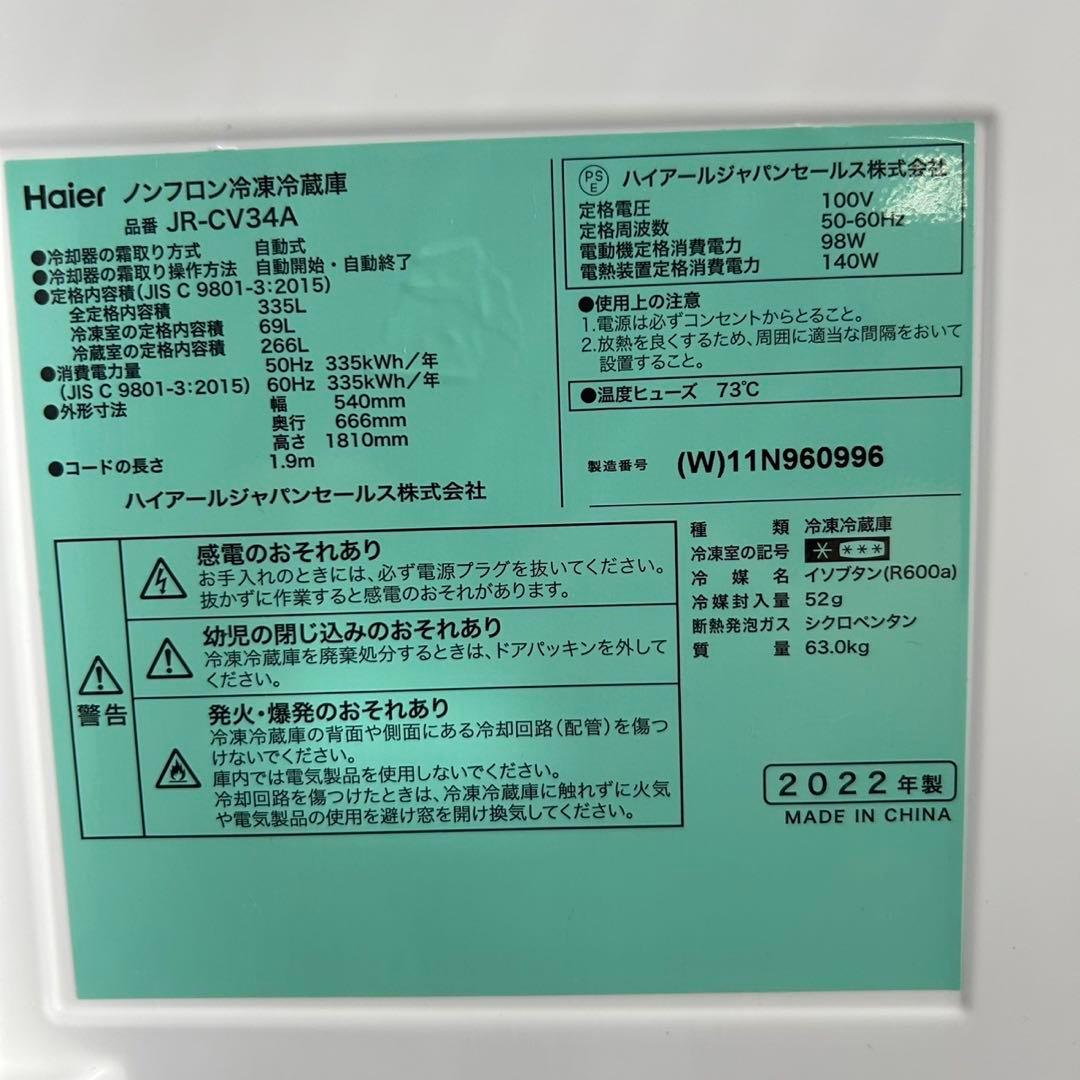 Haier ノンフロン冷凍冷蔵庫
品番 JR-CV34A
●冷却器の霜取り方式 自動式
●冷却器の霜取り操作方法 自動開始・自動終了
●定格内容積(JIS C 9801-3:2015)
全定格内容積 335L
冷凍室の定格内容積 69L
冷蔵室の定格内容積 266L
●消費電力量 50Hz 335kWh/年
(JIS C 9801-3:2015) 60Hz 335kWh/年
●外形寸法 幅 540mm
奥行 666mm
高さ 1810mm
●コードの長さ 1.9m
ハイアールジャパンセールス株式会社
PS E ハイアールジャパンセールス株式会社
定格電圧 100V
定格周波数 50-60Hz
電動機定格消費電力 98W
電熱装置定格消費電力 140W
●使用上の注意
1.電源は必ずコンセントからとること。
2.放熱を良くするため、周囲に適当な間隔をおいて
設置すること。
●温度ヒューズ 73℃
製造番号 (W)11N960996
警告
感電のおそれあり
お手入れのときには、必ず電源プラグを抜いてください。
抜かずに作業すると感電のおそれがあります。
幼児の閉じ込みのおそれあり
冷凍冷蔵庫を廃棄処分するときは、ドアパッキンを外して
ください。
発火・爆発のおそれあり
冷凍冷蔵庫の背面や側面にある冷却回路(配管)を傷つ
けないでください。
庫内では電気製品を使用しないでください。
冷却回路を傷つけたときは、冷凍冷蔵庫に触れずに火気
や電気製品の使用を避け窓を開け換気してください。
種類 冷凍冷蔵庫
冷凍室の記号 * ***
冷媒名 イソブタン(R600a)
冷媒封入量 52g
断熱発泡ガス シクロペンタン
質量 63.0kg
2022年製
MADE IN CHINA